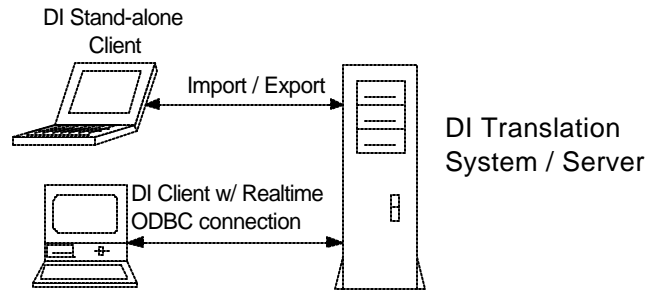 DI Stand-alone
Client
Import / Export
DI Translation
System / Server
DI Client w/ Realtime
ODBC connection